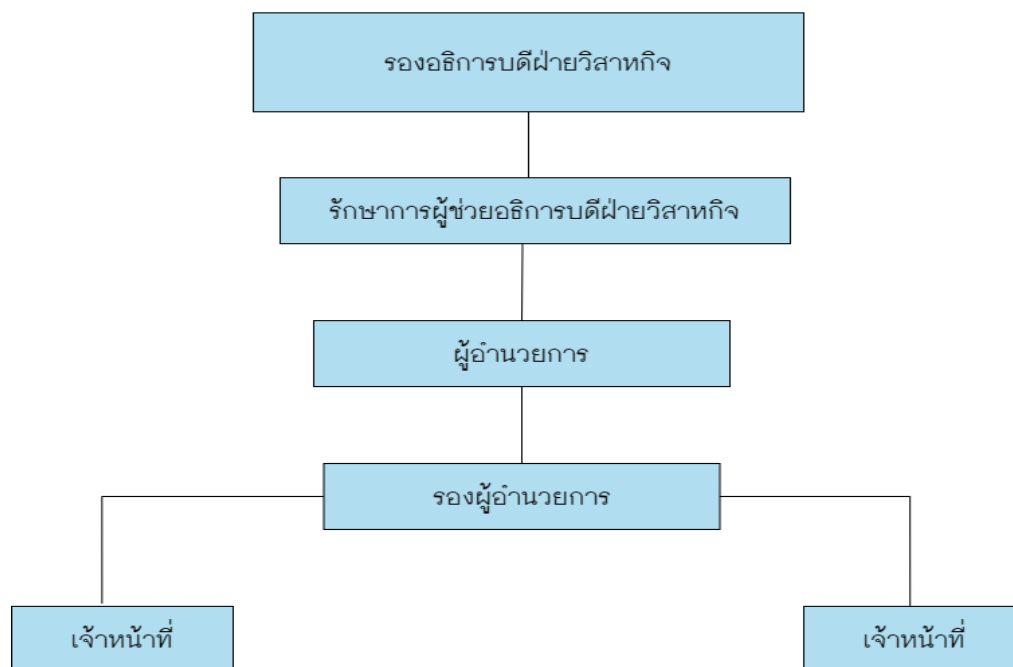 รองอธิการบดีฝ่ายวิสาหกิจ
รักษาการผู้ช่วยอธิการบดีฝ่ายวิสาหกิจ
ผู้อำนวยการ
รองผู้อำนวยการ
เจ้าหน้าที่
เจ้าหน้าที่